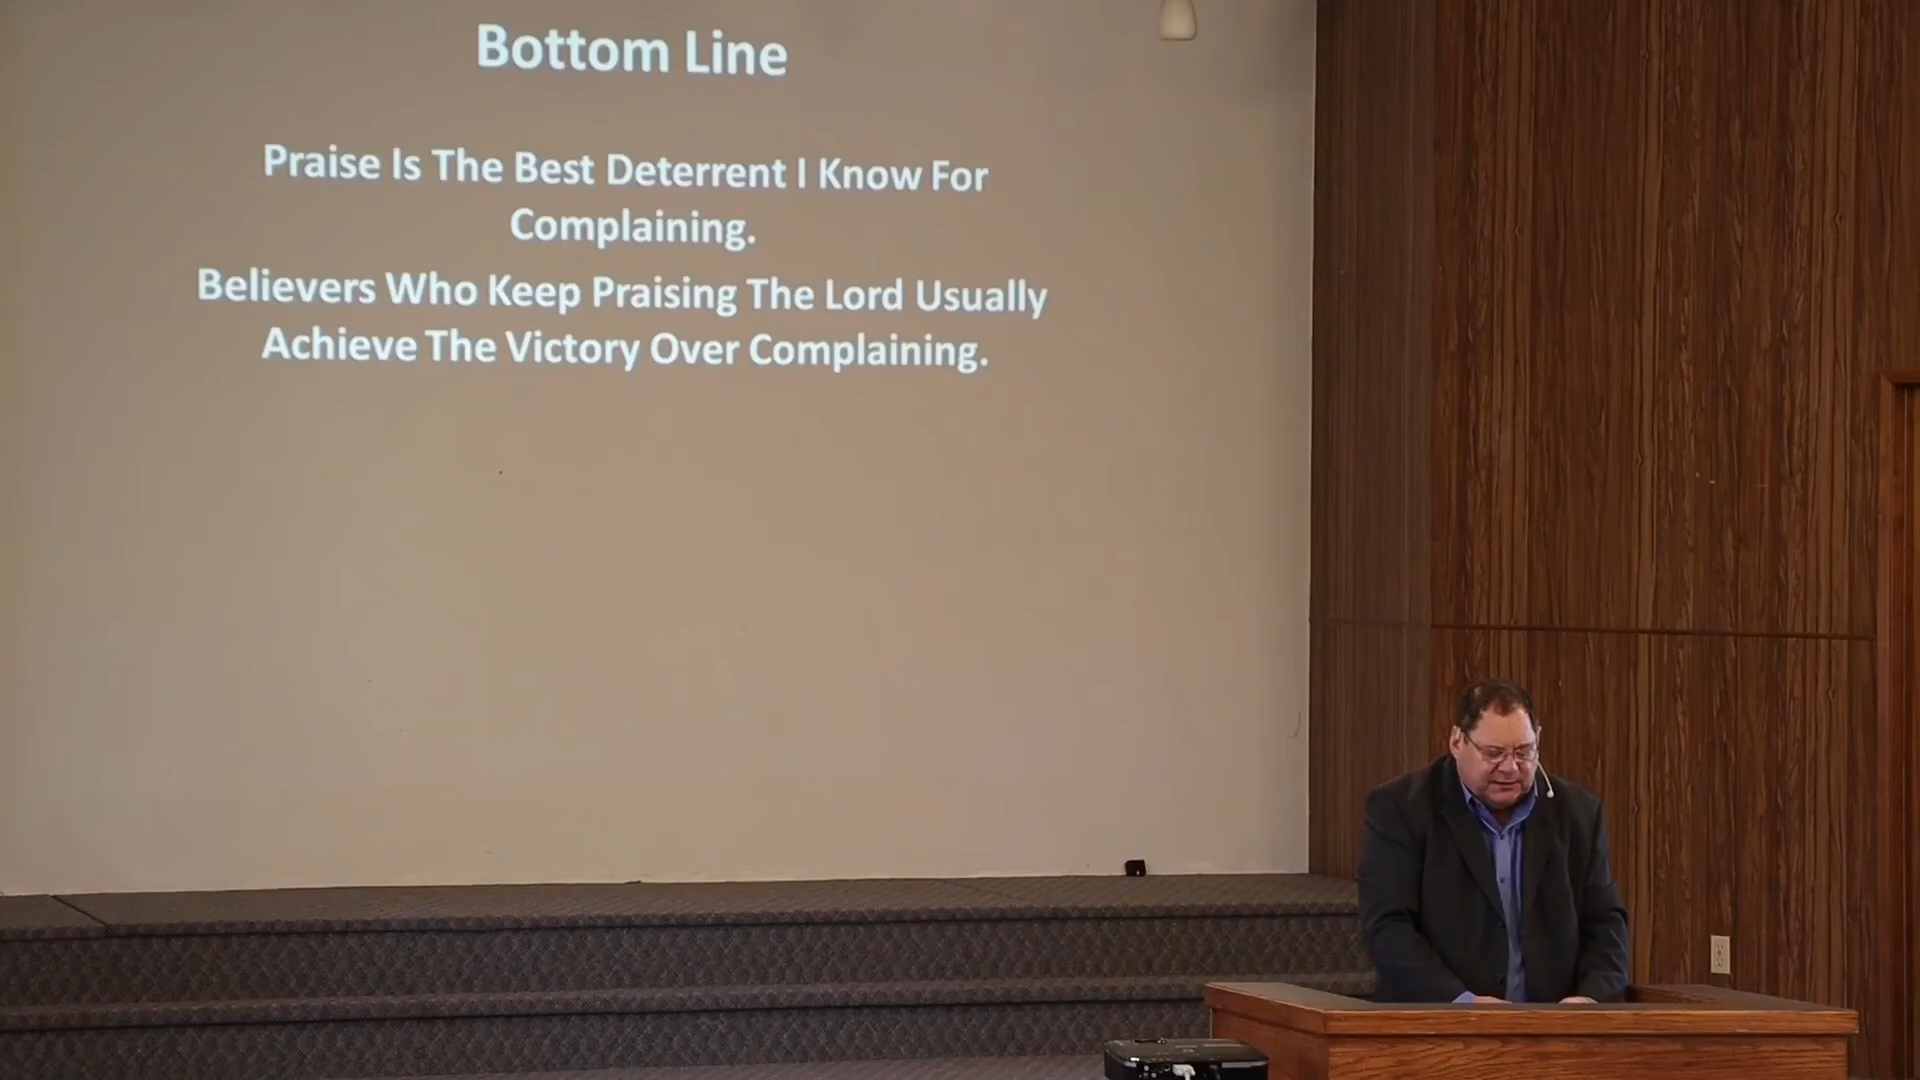 Bottom Line
Praise Is The Best Deterrent I Know For
Complaining.
Believers Who Keep Praising The Lord Usually
Achieve The Victory Over Complaining.